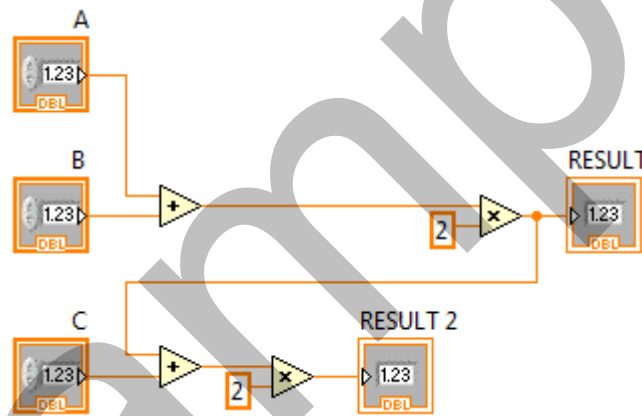 A
1.23
DBL
B
RESULT
1.23
+
×
1.23
DBL
2
DBL
C
RESULT 2
1.23
+
×
1.23
DBL
2
DBL